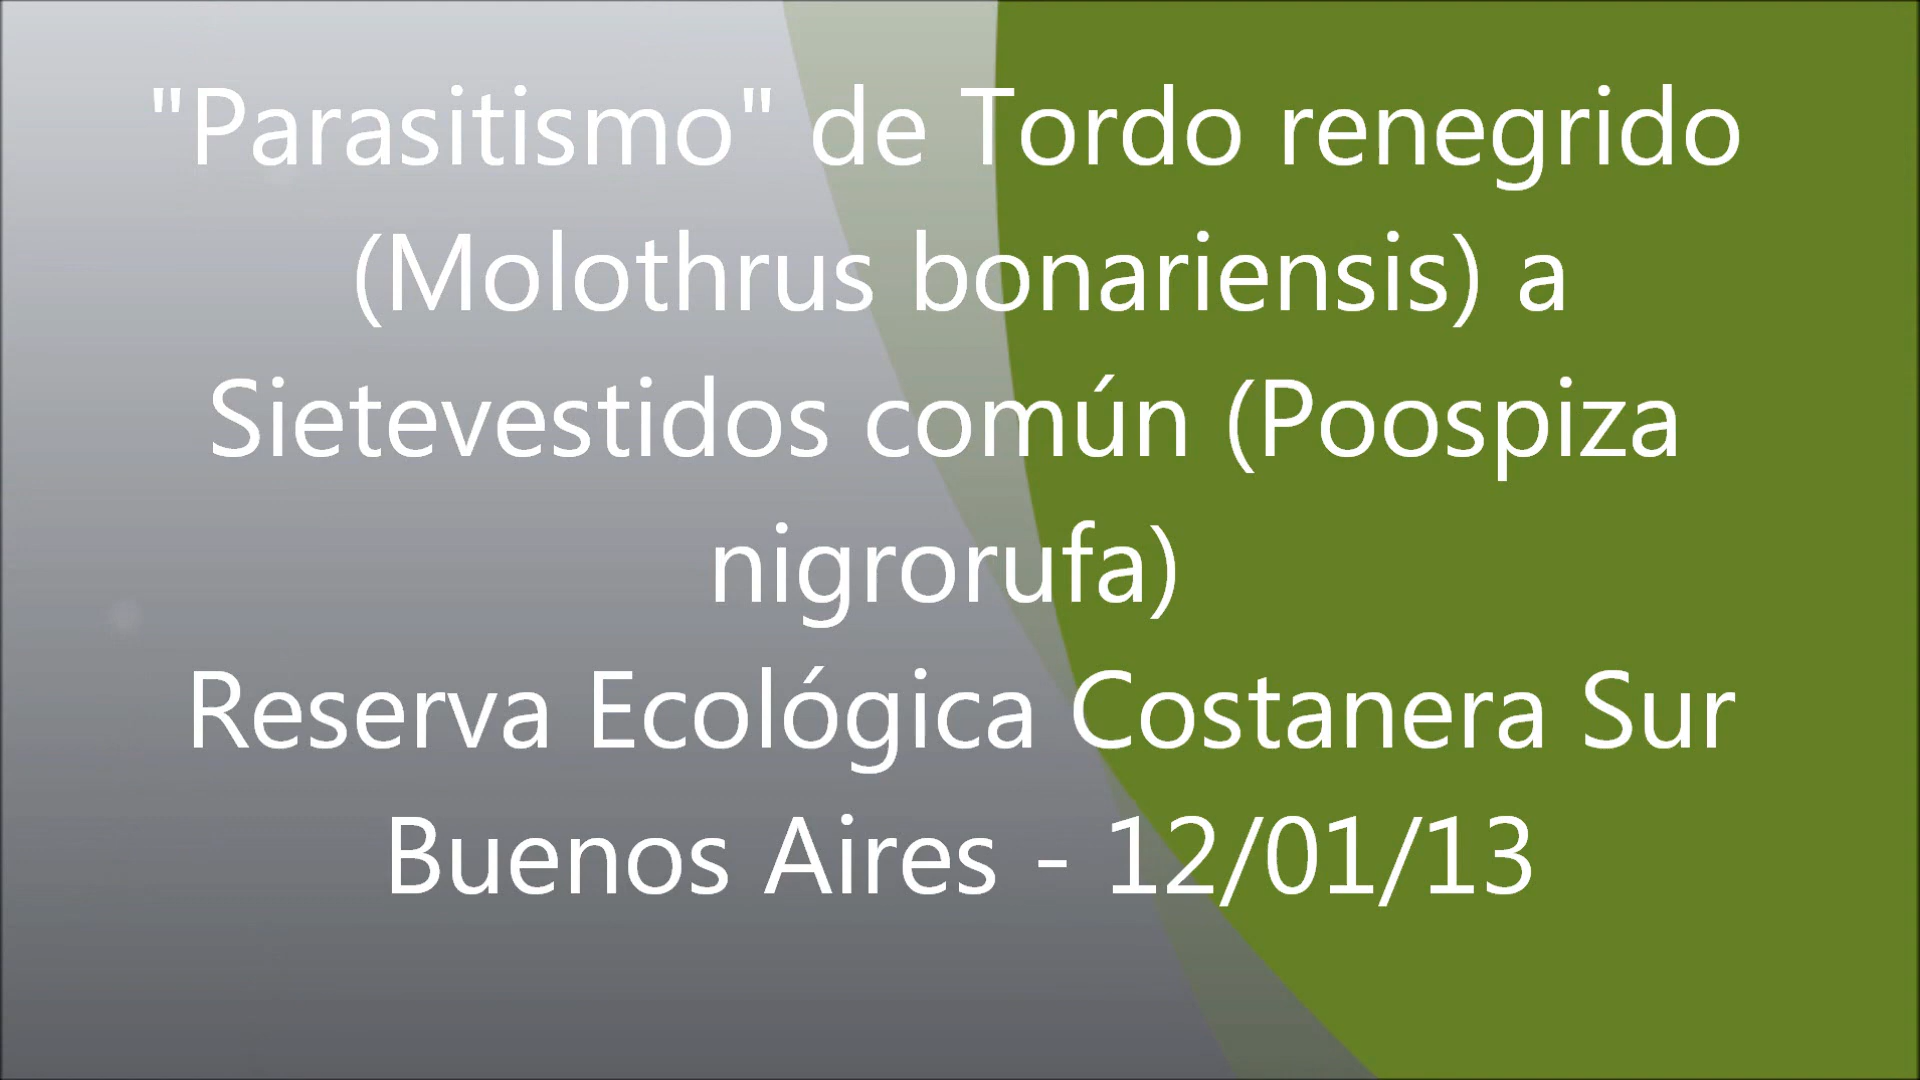 "Parasitismo" de Tordo renegrido
(Molothrus bonariensis) a
Sietevestidos común (Poospiza
nigrorufa)
Reserva Ecológica Costanera Sur
Buenos Aires - 12/01/13